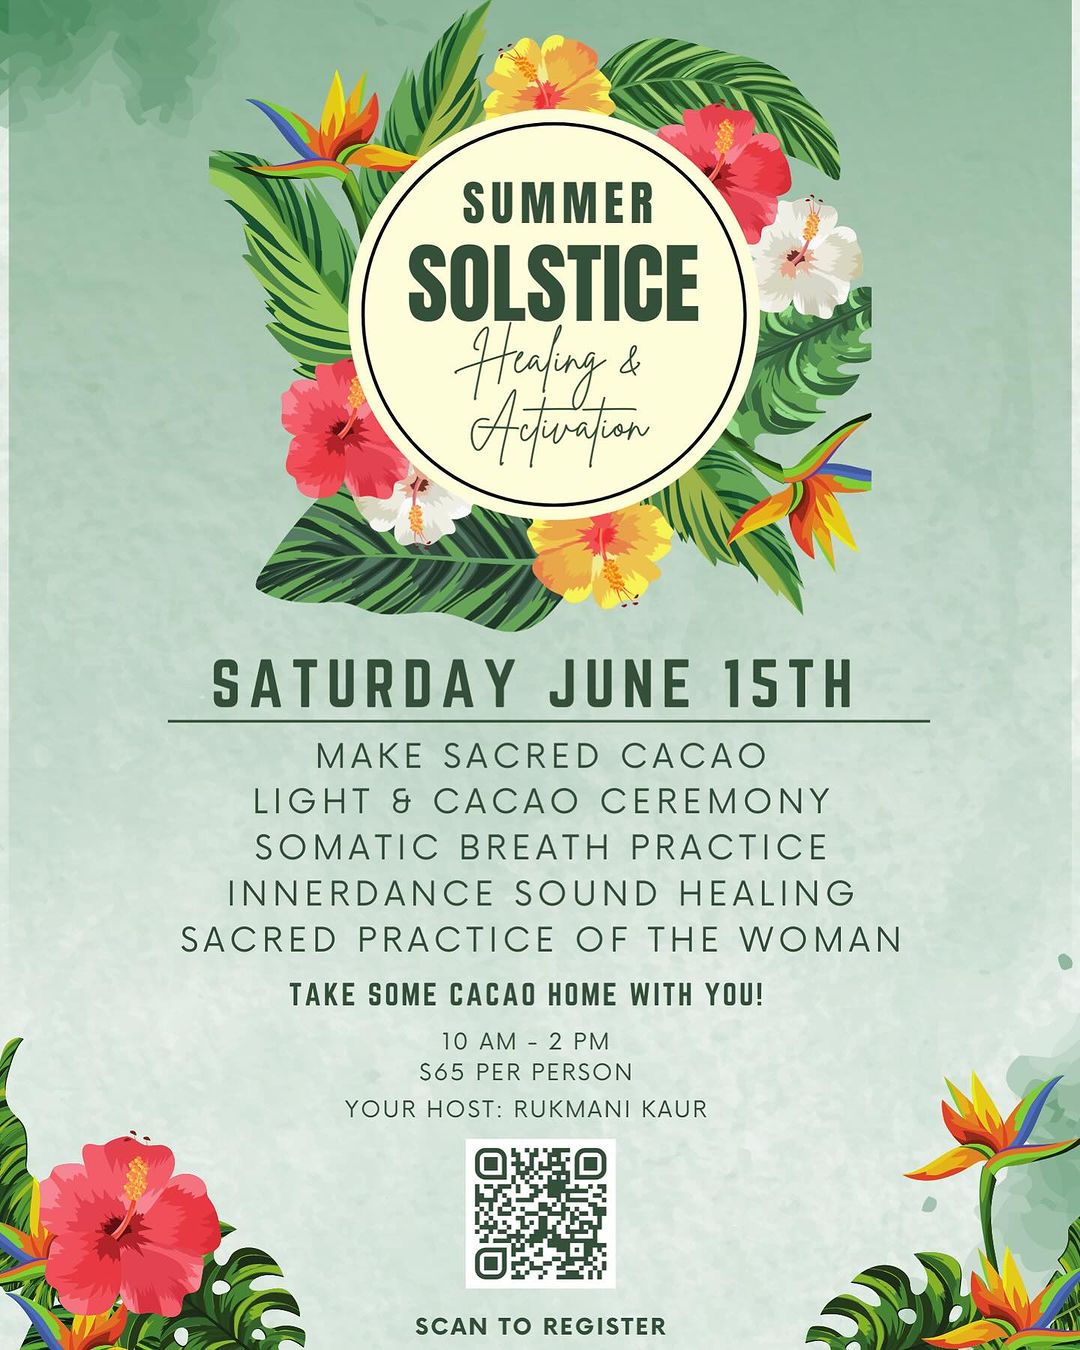 SUMMER
SOLSTICE
Healing &
Activation
SATURDAY JUNE 15TH
MAKE SACRED CACAO
LIGHT & CACAO CEREMONY
SOMATIC BREATH PRACTICE
INNERDANCE SOUND HEALING
SACRED PRACTICE OF THE WOMAN
TAKE SOME CACAO HOME WITH YOU!
10 AM - 2 PM
$65 PER PERSON
YOUR HOST: RUKMANI KAUR
SCAN TO REGISTER